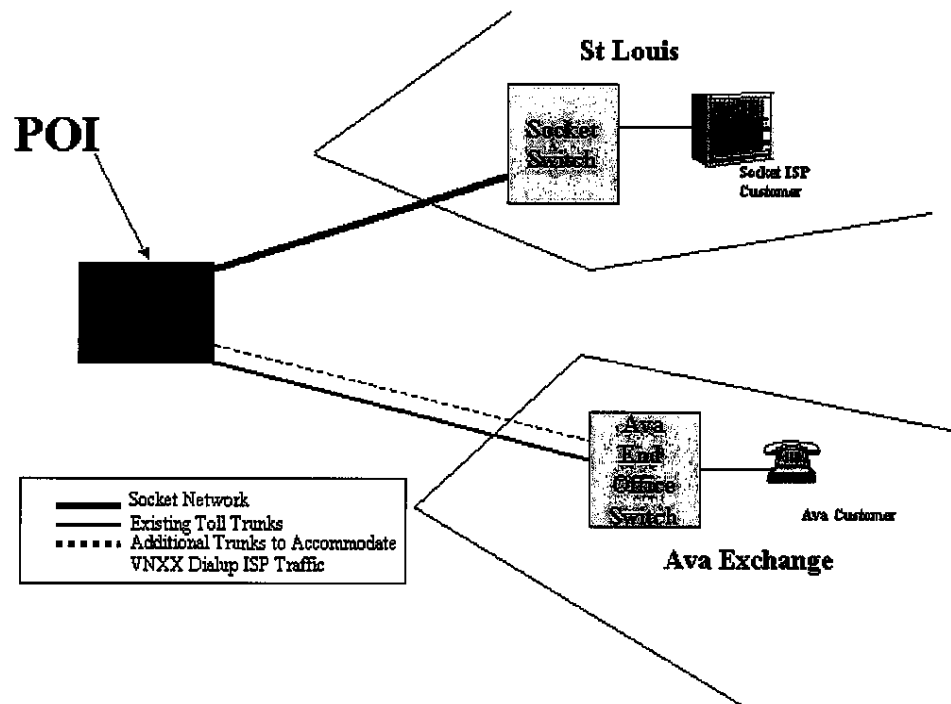 St Louis
POI
Socket
Switch
Socket ISP
Customer
Ava
End
Office
Switch
Ava Customer
Ava Exchange
Socket Network
Existing Toll Trunks
Additional Trunks to Accommodate
VNXX Dialup ISP Traffic